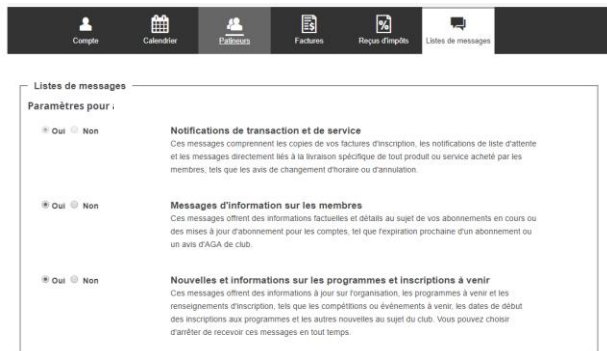 Compte
Calendrier
Patineurs
Factures
Reçus d'impôts
Listes de messages
Listes de messages
Paramètres pour
Oui Non
Notifications de transaction et de service
Ces messages comprennent les copies de vos factures d'inscription, les notifications de liste d'attente
et les messages directement liés à la livraison spécifique de tout produit ou service acheté par les
membres, tels que les avis de changement d'horaire ou d'annulation.
Oui Non
Messages d'information sur les membres
Ces messages offrent des informations factuelles et détails au sujet de vos abonnements en cours ou
des mises à jour d'abonnement pour les comptes, tel que l'expiration prochaine d'un abonnement ou
un avis d'AGA de club.
Oui Non
Nouvelles et informations sur les programmes et inscriptions à venir
Ces messages offrent des informations à jour sur l'organisation, les programmes à venir et les
renseignements d'inscription, tels que les compétitions ou événements à venir, les dates de début
des inscriptions aux programmes et les autres nouvelles au sujet du club. Vous pouvez choisir
d'arrêter de recevoir ces messages en tout temps.